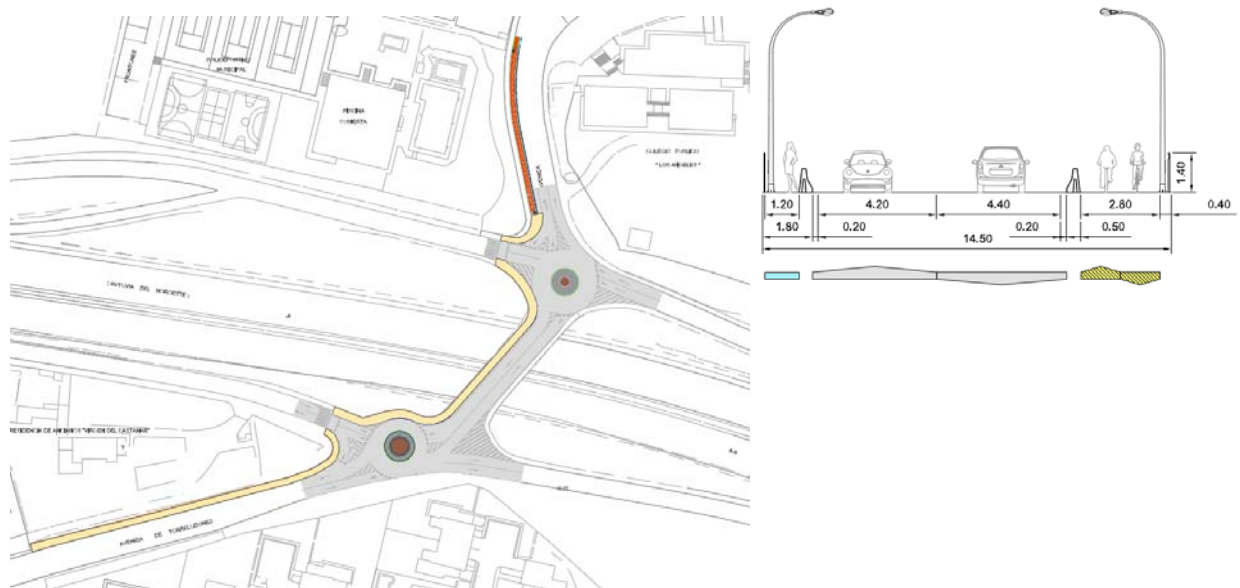 FRONTONES
POLIDEPORTIVO
MUNICIPAL
PISCINA
CUBIERTA
COLEGIO PUBLICO
" LOS ANGELES "
(AUTOVIA DEL NOROESTE)
RESIDENCIA DE ANCIANOS "VIRGEN DEL CASTAÑAR"
AVENIDA DE TORRELODONES
1.40
1.20
4.20
4.40
2.60
0.40
1.80
0.20
0.20
0.50
14.50